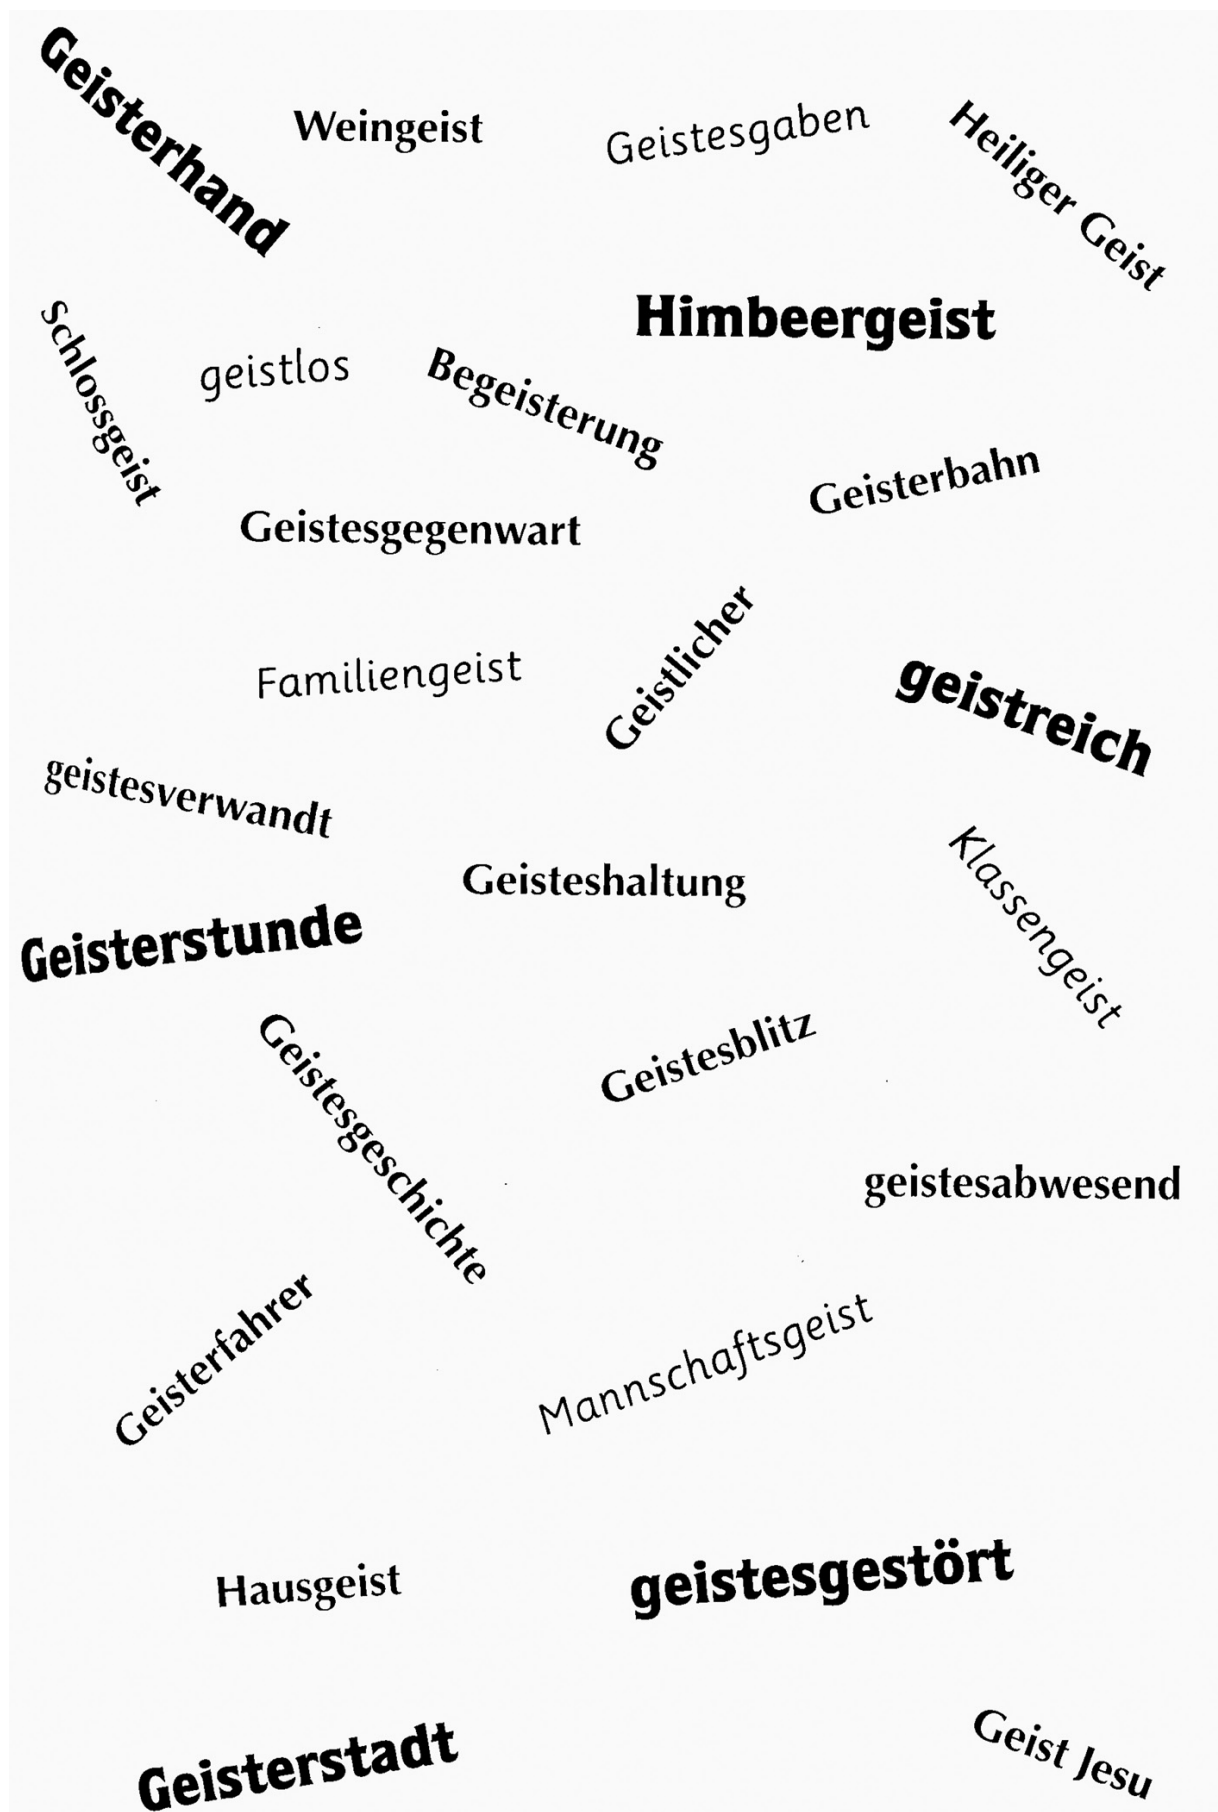 Geisterhand
Weingeist
Geistesgaben
Heiliger Geist
Himbeergeist
Schlossgeist
geistlos
Begeisterung
Geisterbahn
Geistesgegenwart
Geistlicher
Familiengeist
geistreich
geistesverwandt
Geisteshaltung
Klassengeist
Geisterstunde
Geistesblitz
Geistesgeschichte
geistesabwesend
Geisterfahrer
Mannschaftsgeist
Hausgeist
geistesgestört
Geisterstadt
Geist Jesu